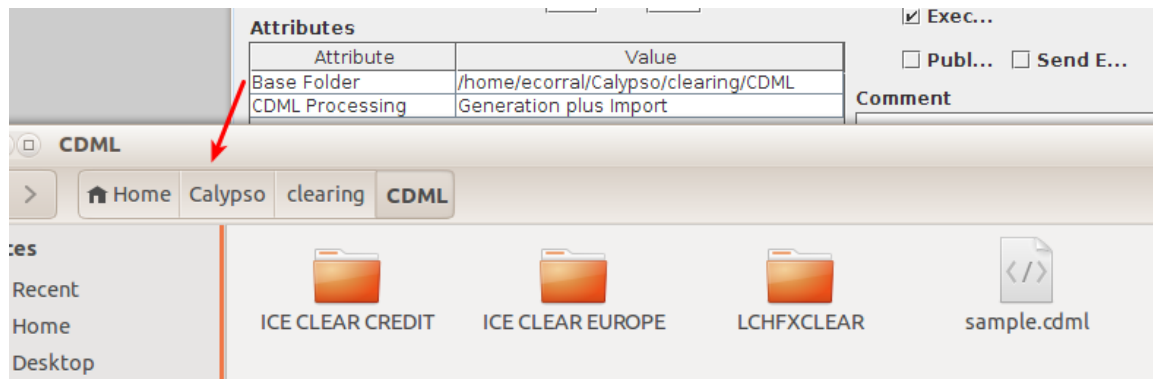 Exec...
Attributes
Attribute Value
Publ... Send E...
Base Folder /home/ecorral/Calypso/clearing/CDML
CDML Processing Generation plus Import
Comment
CDML
Home Calypso clearing CDML
ces
Recent
Home
Desktop
ICE CLEAR CREDIT ICE CLEAR EUROPE LCHFXCLEAR sample.cdml